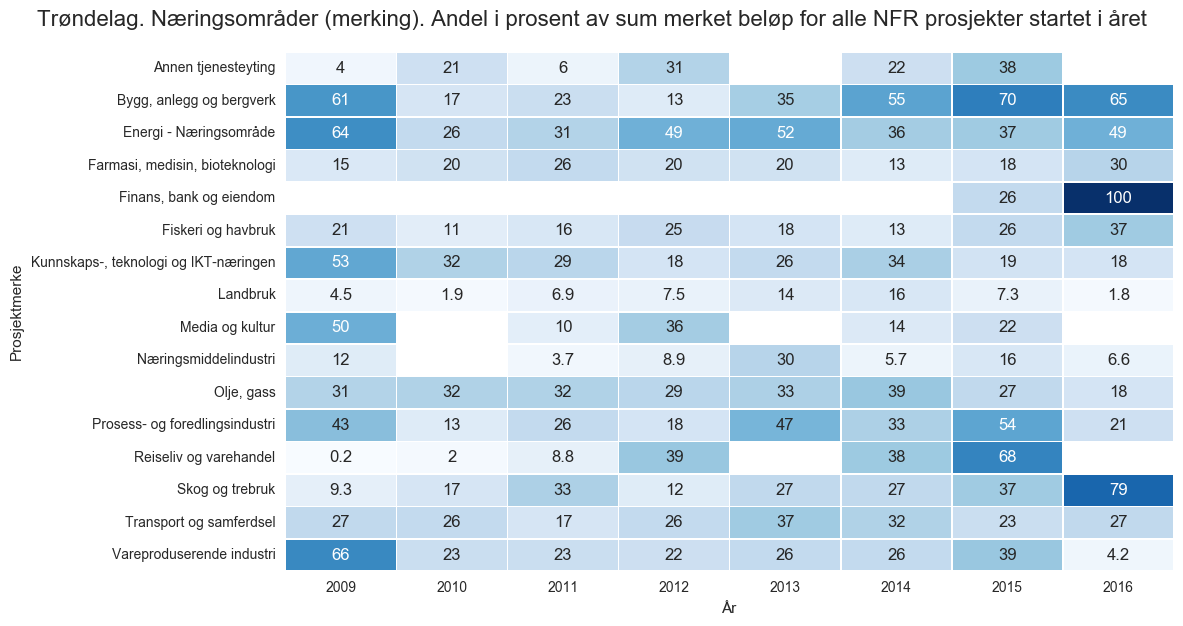 Trøndelag. Næringsområder (merking). Andel i prosent av sum merket beløp for alle NFR prosjekter startet i året
Prosjektmerke
Annen tjenesteyting 4 21 6 31 22 38
Bygg, anlegg og bergverk 61 17 23 13 35 55 70 65
Energi - Næringsområde 64 26 31 49 52 36 37 49
Farmasi, medisin, bioteknologi 15 20 26 20 20 13 18 30
Finans, bank og eiendom 26 100
Fiskeri og havbruk 21 11 16 25 18 13 26 37
Kunnskaps-, teknologi og IKT-næringen 53 32 29 18 26 34 19 18
Landbruk 4.5 1.9 6.9 7.5 14 16 7.3 1.8
Media og kultur 50 10 36 14 22
Næringsmiddelindustri 12 3.7 8.9 30 5.7 16 6.6
Olje, gass 31 32 32 29 33 39 27 18
Prosess- og foredlingsindustri 43 13 26 18 47 33 54 21
Reiseliv og varehandel 0.2 2 8.8 39 38 68
Skog og trebruk 9.3 17 33 12 27 27 37 79
Transport og samferdsel 27 26 17 26 37 32 23 27
Vareproduserende industri 66 23 23 22 26 26 39 4.2
2009 2010 2011 2012 2013 2014 2015 2016
År